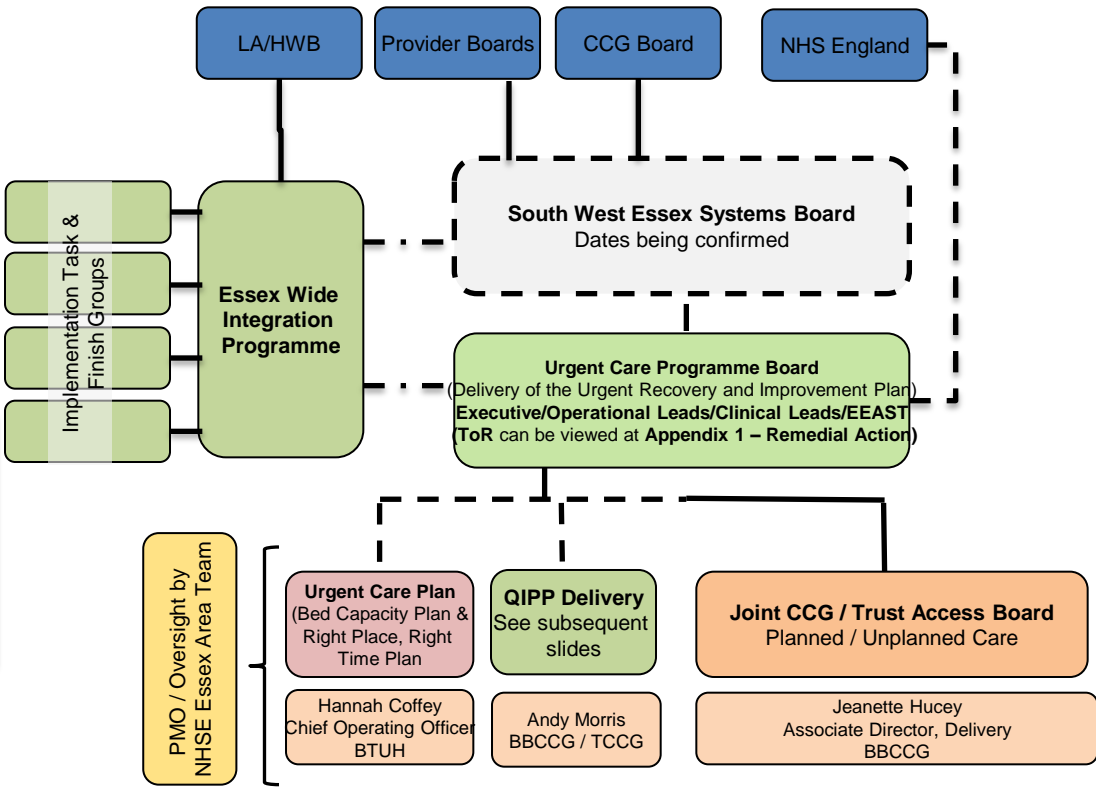 LA/HWB
Provider Boards
CCG Board
NHS England
South West Essex Systems Board
Dates being confirmed
Implementation Task &
Finish Groups
Essex Wide
Integration
Programme
Urgent Care Programme Board
(Delivery of the Urgent Recovery and Improvement Plan)
Executive/Operational Leads/Clinical Leads/EEAST
(ToR can be viewed at Appendix 1 – Remedial Action)
PMO / Oversight by
NHSE Essex Area Team
Urgent Care Plan
(Bed Capacity Plan &
Right Place, Right
Time Plan
QIPP Delivery
See subsequent
slides
Joint CCG / Trust Access Board
Planned / Unplanned Care
Hannah Coffey
Chief Operating Officer
BTUH
Andy Morris
BBCCG / TCCG
Jeanette Hucey
Associate Director, Delivery
BBCCG